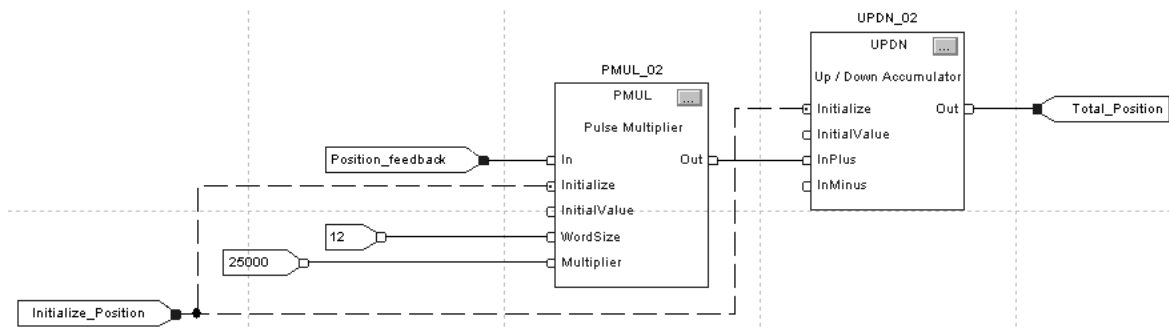 UPDN_02
UPDN
...
Up / Down Accumulator
Initialize
Out
Total_Position
InitialValue
InPlus
InMinus
PMUL_02
PMUL
...
Pulse Multiplier
Position_feedback
In
Out
Initialize
InitialValue
12
WordSize
25000
Multiplier
Initialize_Position